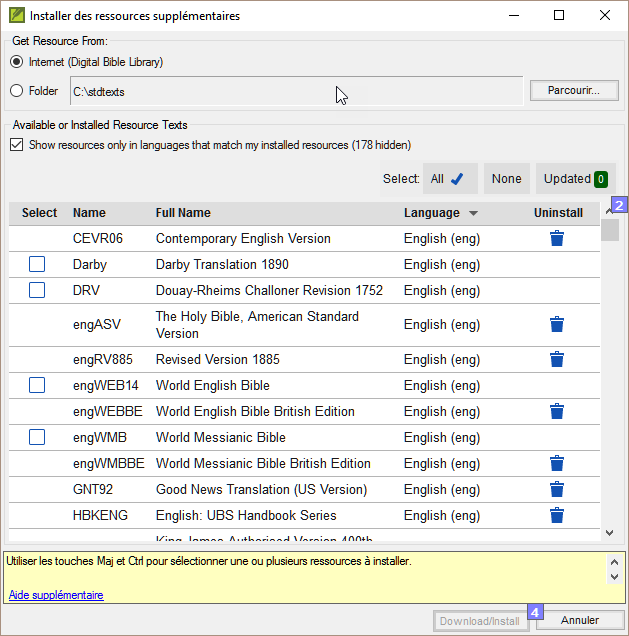 Installer des ressources supplémentaires
Get Resource From:
Internet (Digital Bible Library)
Folder C:\stdtexts Parcourir...
Available or Installed Resource Texts
Show resources only in languages that match my installed resources (178 hidden)
Select: All None Updated 0
2
Select Name Full Name Language Uninstall
CEVR06 Contemporary English Version English (eng)
Darby Darby Translation 1890 English (eng)
DRV Douay-Rheims Challoner Revision 1752 English (eng)
engASV The Holy Bible, American Standard Version English (eng)
engRV885 Revised Version 1885 English (eng)
engWEB14 World English Bible English (eng)
engWEBBE World English Bible British Edition English (eng)
engWMB World Messianic Bible English (eng)
engWMBBE World Messianic Bible British Edition English (eng)
GNT92 Good News Translation (US Version) English (eng)
HBKENG English: UBS Handbook Series English (eng)
King James Authorised Version 400th
Utiliser les touches Maj et Ctrl pour sélectionner une ou plusieurs ressources à installer.
Aide supplémentaire
Download/Install 4 Annuler